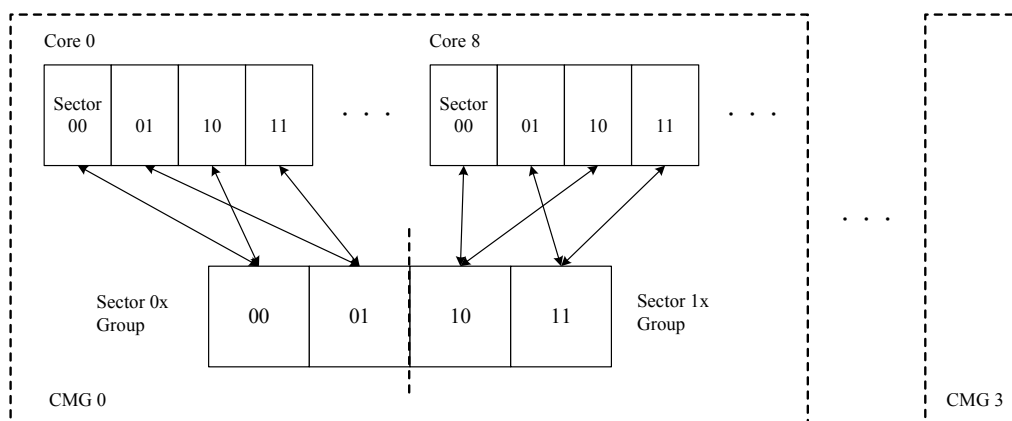 Core 0
Core 8
Sector
00
01
10
11
. . .
Sector
00
01
10
11
. . .
. . .
Sector 0x
Group
00
01
10
11
Sector 1x
Group
CMG 0
CMG 3